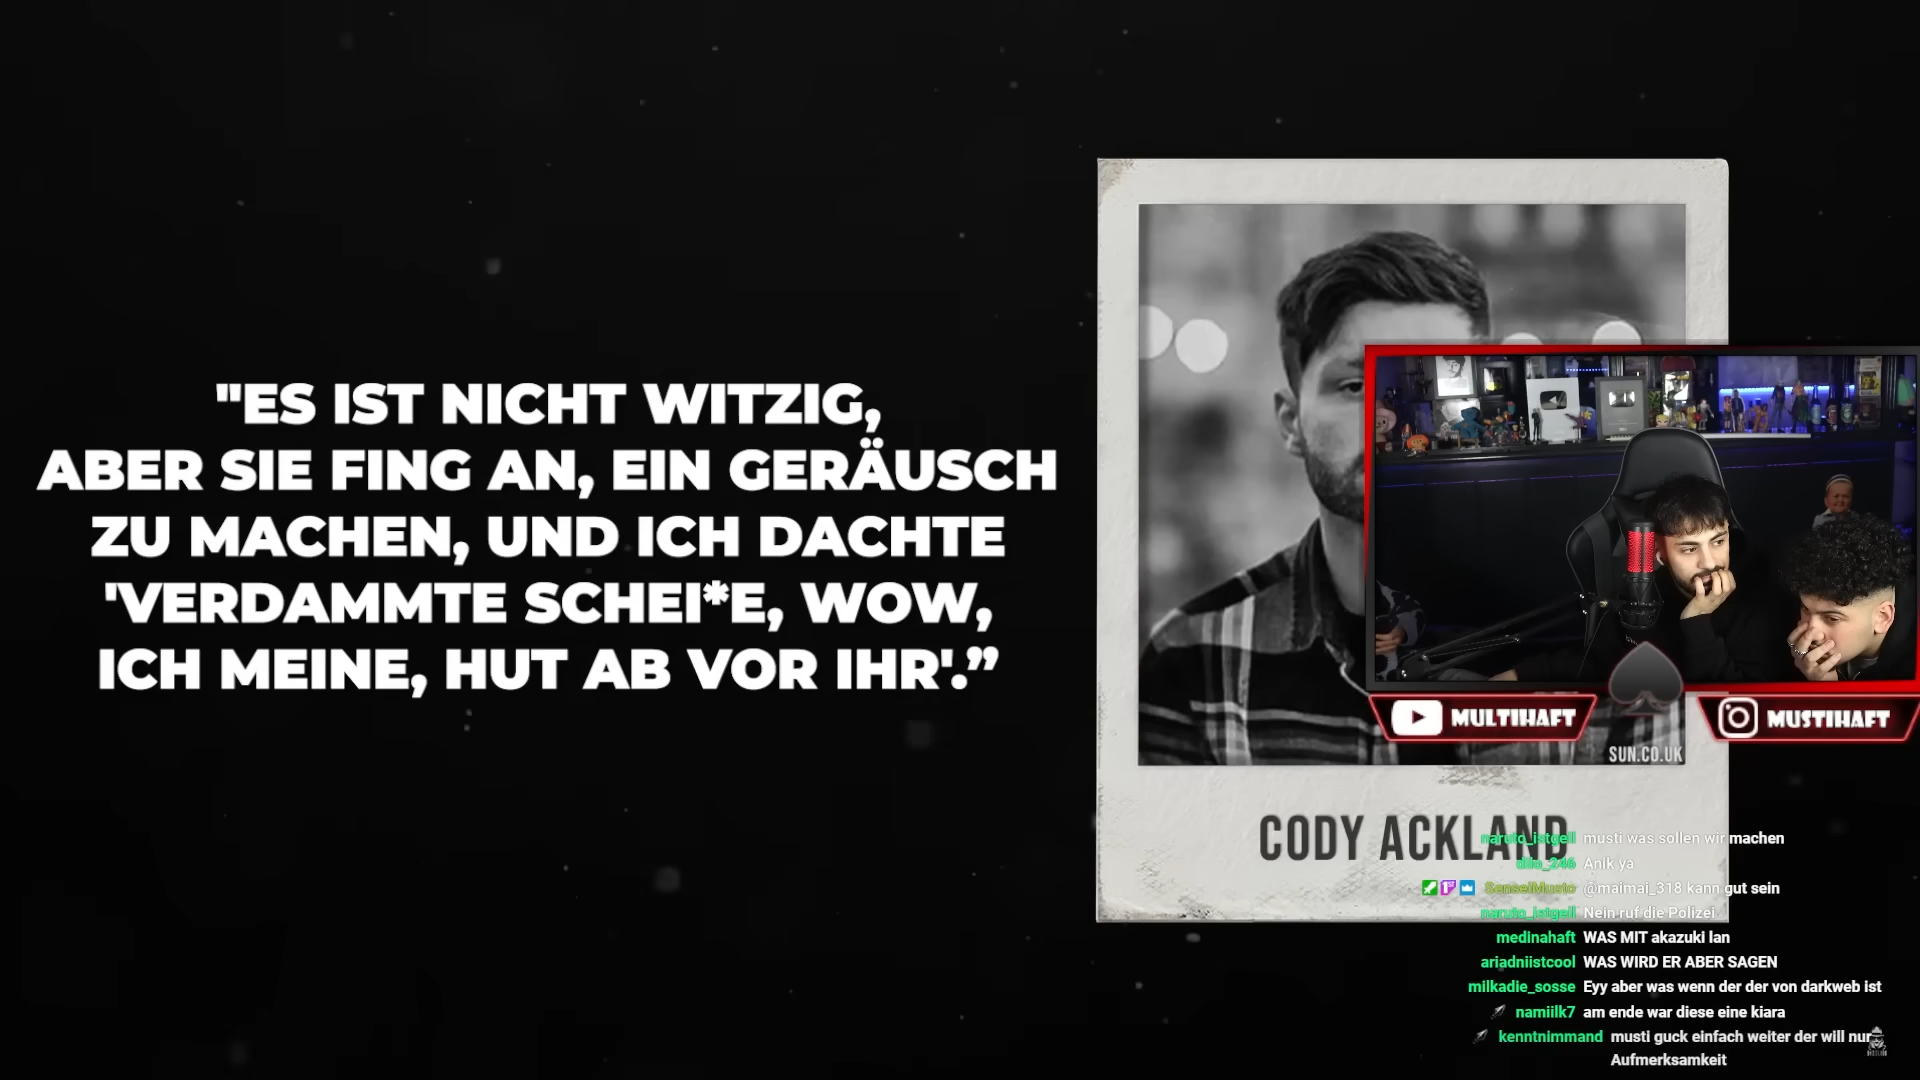 "ES IST NICHT WITZIG,
ABER SIE FING AN, EIN GERÄUSCH
ZU MACHEN, UND ICH DACHTE
'VERDAMMTE SCHEI*E, WOW,
ICH MEINE, HUT AB VOR IHR'.”
MULTIHAFT
MUSTIHAFT
SUN.CO.UK
CODY ACKLAND
naruto_istgeil musti was sollen wir machen
dilo_246 Anik ya
SenseiMusto @maimai_318 kann gut sein
naruto_istgeil Nein ruf die Polizei
medinahaft WAS MIT akazuki lan
ariadniistcool WAS WIRD ER ABER SAGEN
milkadie_sosse Eyy aber was wenn der der von darkweb ist
namiilk7 am ende war diese eine kiara
kenntnimmand musti guck einfach weiter der will nur
Aufmerksamkeit